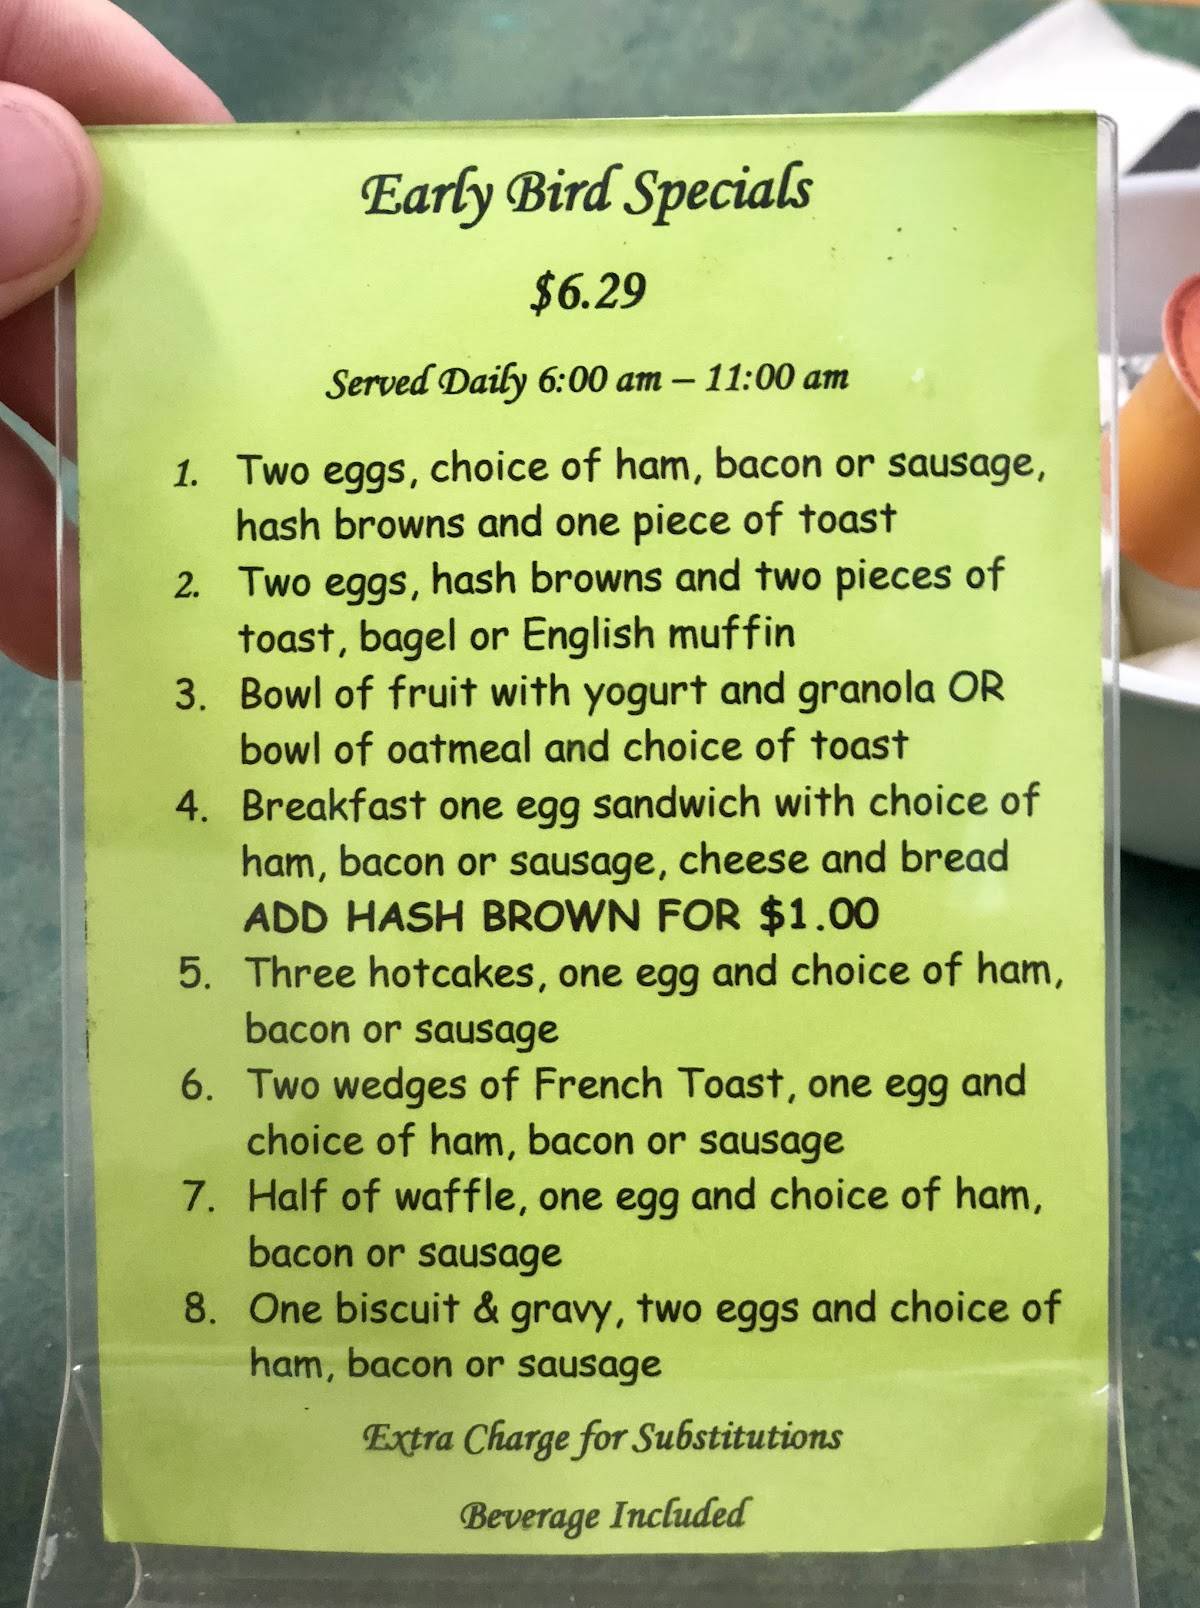 Early Bird Specials
$6.29
Served Daily 6:00 am – 11:00 am
1. Two eggs, choice of ham, bacon or sausage,
hash browns and one piece of toast
2. Two eggs, hash browns and two pieces of
toast, bagel or English muffin
3. Bowl of fruit with yogurt and granola OR
bowl of oatmeal and choice of toast
4. Breakfast one egg sandwich with choice of
ham, bacon or sausage, cheese and bread
ADD HASH BROWN FOR $1.00
5. Three hotcakes, one egg and choice of ham,
bacon or sausage
6. Two wedges of French Toast, one egg and
choice of ham, bacon or sausage
7. Half of waffle, one egg and choice of ham,
bacon or sausage
8. One biscuit & gravy, two eggs and choice of
ham, bacon or sausage
Extra Charge for Substitutions
Beverage Included